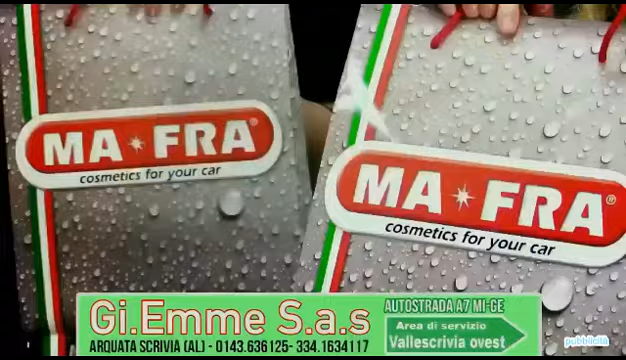 MA★FRA®
cosmetics for your car
MA★FRA®
cosmetics for your car
Gi.Emme S.a.s
AUTOSTRADA A7 MI-GE
Area di servizio
Vallescrivia ovest
ARQUATA SCRIVIA (AL) - 0143.636125- 334.1634117
pubblicità